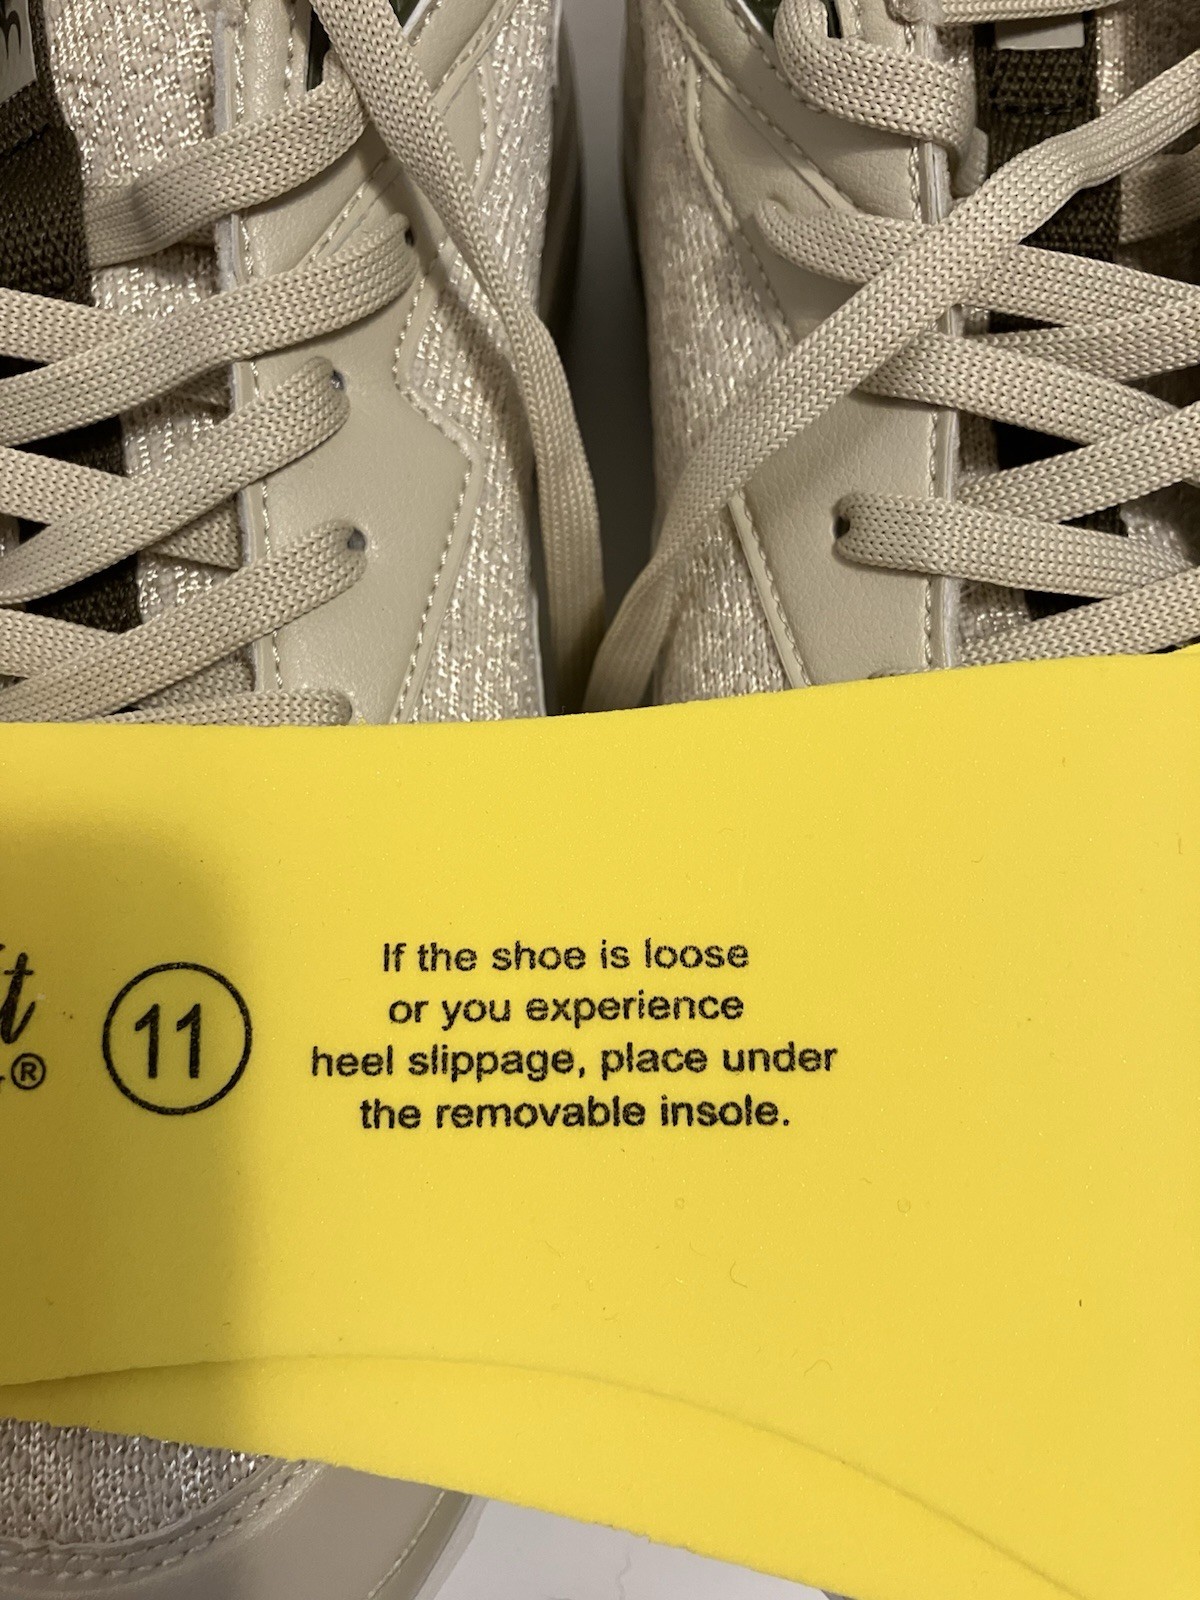 11
If the shoe is loose
or you experience
heel slippage, place under
the removable insole.